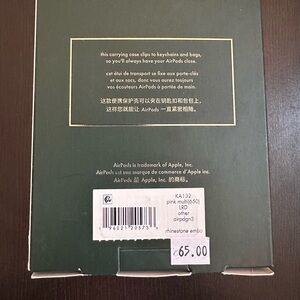 this carrying case clips to keychains and bags,
so you'll always have your AirPods close.
cet étui de transport se fixe aux porte-clés
et aux sacs, donc vous aurez toujours
vos écouteurs AirPods à portée de main.
这款便携保护壳可以夹在钥匙扣和包包上,
这样您就能让 AirPods 一直紧密相随。
AirPods is trademark of Apple, Inc.
AirPods est une marque de commerce d'Apple inc.
AirPods 是 Apple, Inc. 的商标。
KA132
pink multi(650)
LRD
other
airpdgn3
rhinestone emb
65.00